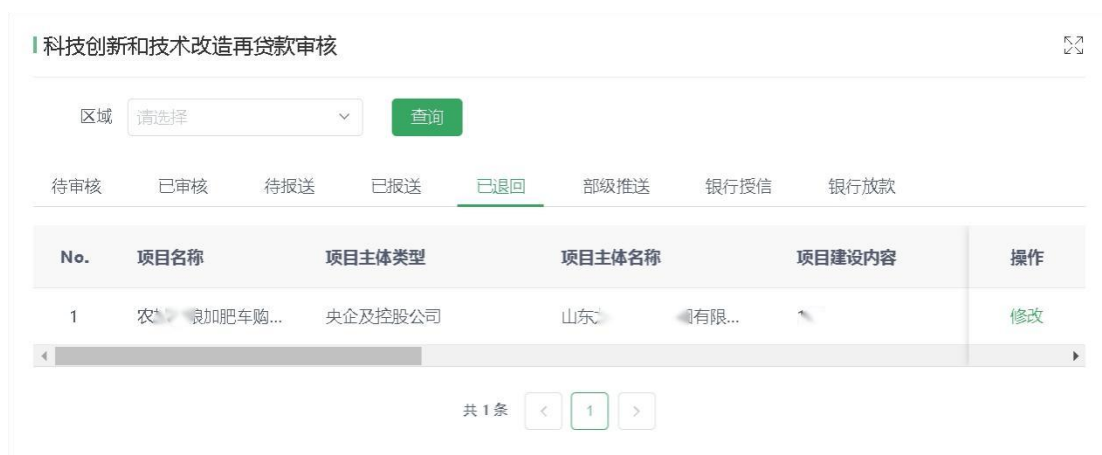 科技创新和技术改造再贷款审核
区域 请选择 查询
待审核 已审核 待报送 已报送 已退回 部级推送 银行授信 银行放款
No. 项目名称 项目主体类型 项目主体名称 项目建设内容 操作
1 农 加肥车购... 央企及控股公司 山东 有限... 修改
共 1 条 < 1 >